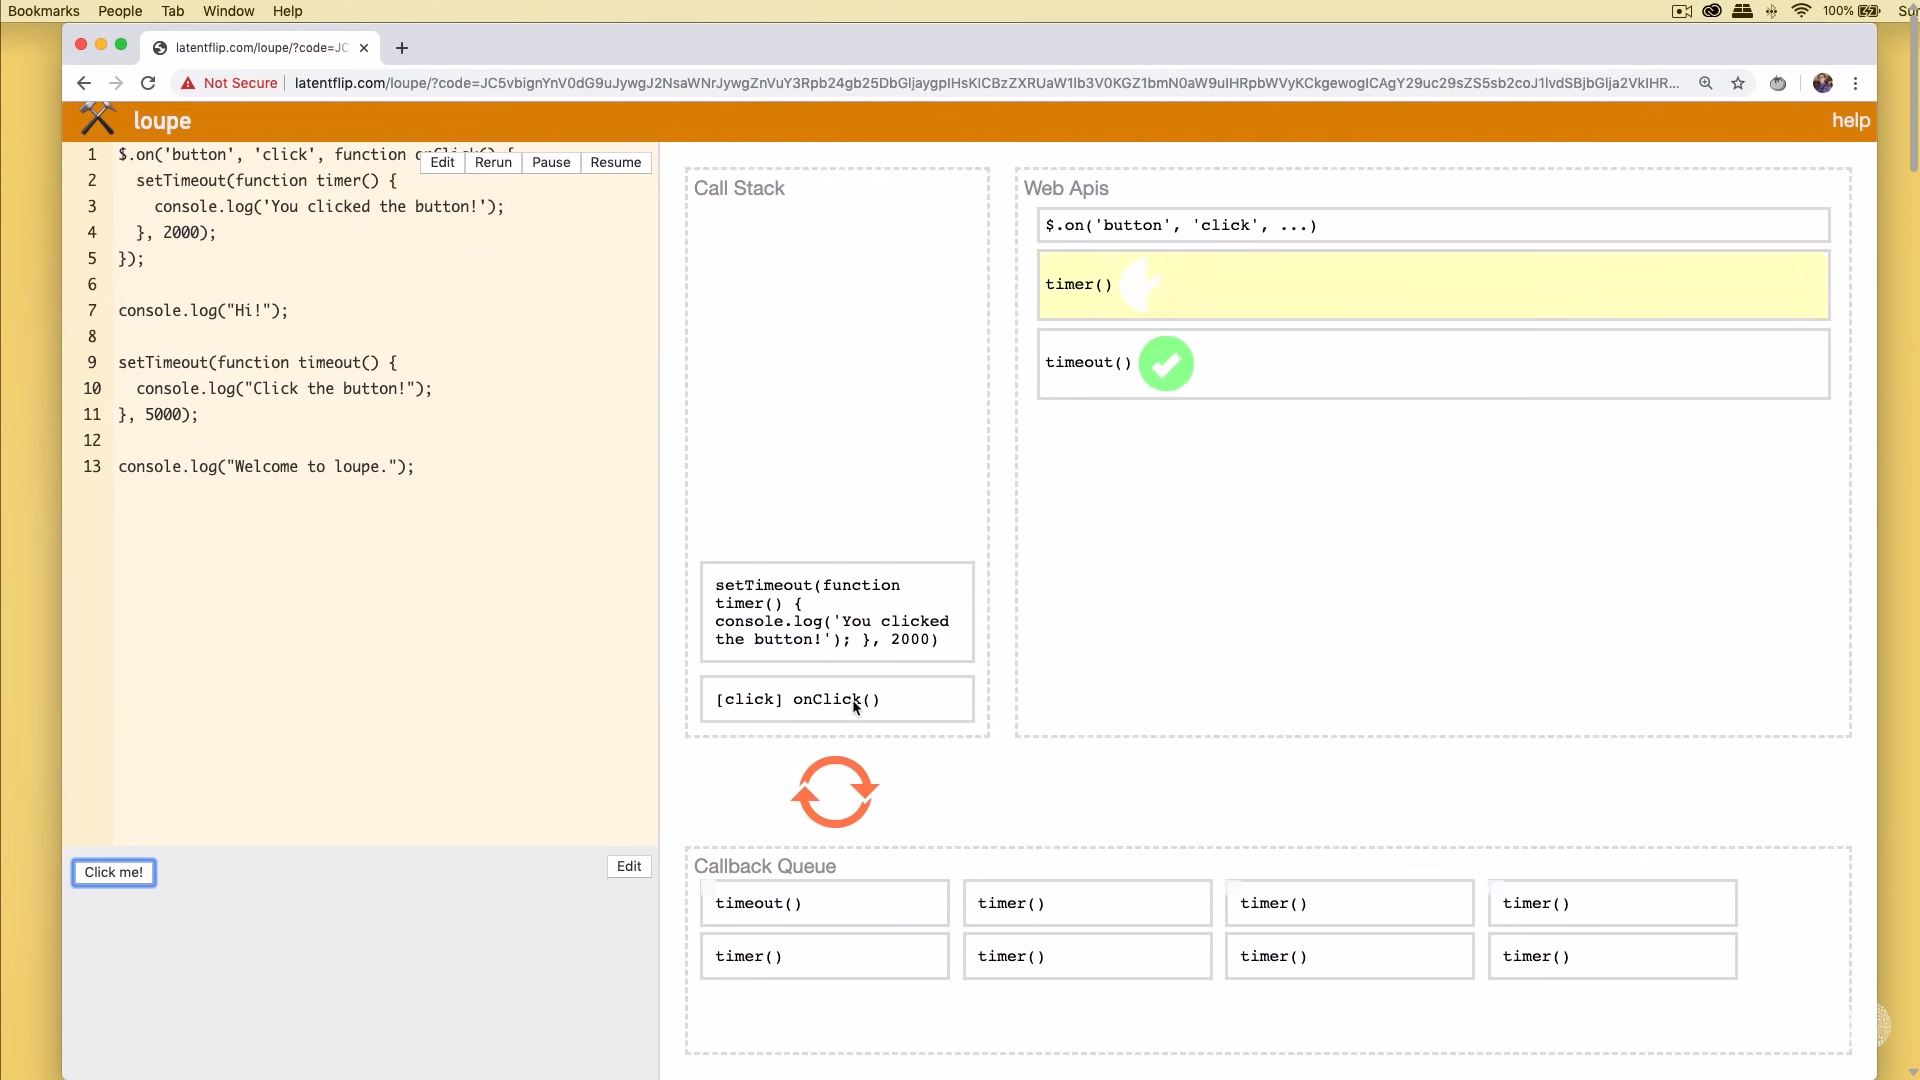 Bookmarks People Tab Window Help 100%
latentflip.com/loupe/?code=JC
Not Secure latentflip.com/loupe/?code=JC5vbignYnV0dG9uJywgJ2NsaWNrJywgZnVuY3Rpb24gb25DbGljaygpIHsKICBzZXRUaW1lb3V0KGZ1bmN0aW9uIHRpbWVyKCkgewogICAgY29uc29sZS5sb2coJ1lvdSBjbGlja2VkIHR...
loupe help
1 $.on('button', 'click', function
2 setTimeout(function timer() {
3 console.log('You clicked the button!');
4 }, 2000);
5 });
6
7 console.log("Hi!");
8
9 setTimeout(function timeout() {
10 console.log("Click the button!");
11 }, 5000);
12
13 console.log("Welcome to loupe.");
Edit Rerun Pause Resume
Click me!
Edit
Call Stack
setTimeout(function
timer() {
console.log('You clicked
the button!'); }, 2000)
[click] onClick()
Web Apis
$.on('button', 'click', ...)
timer()
timeout()
Callback Queue
timeout() timer() timer() timer()
timer() timer() timer() timer()